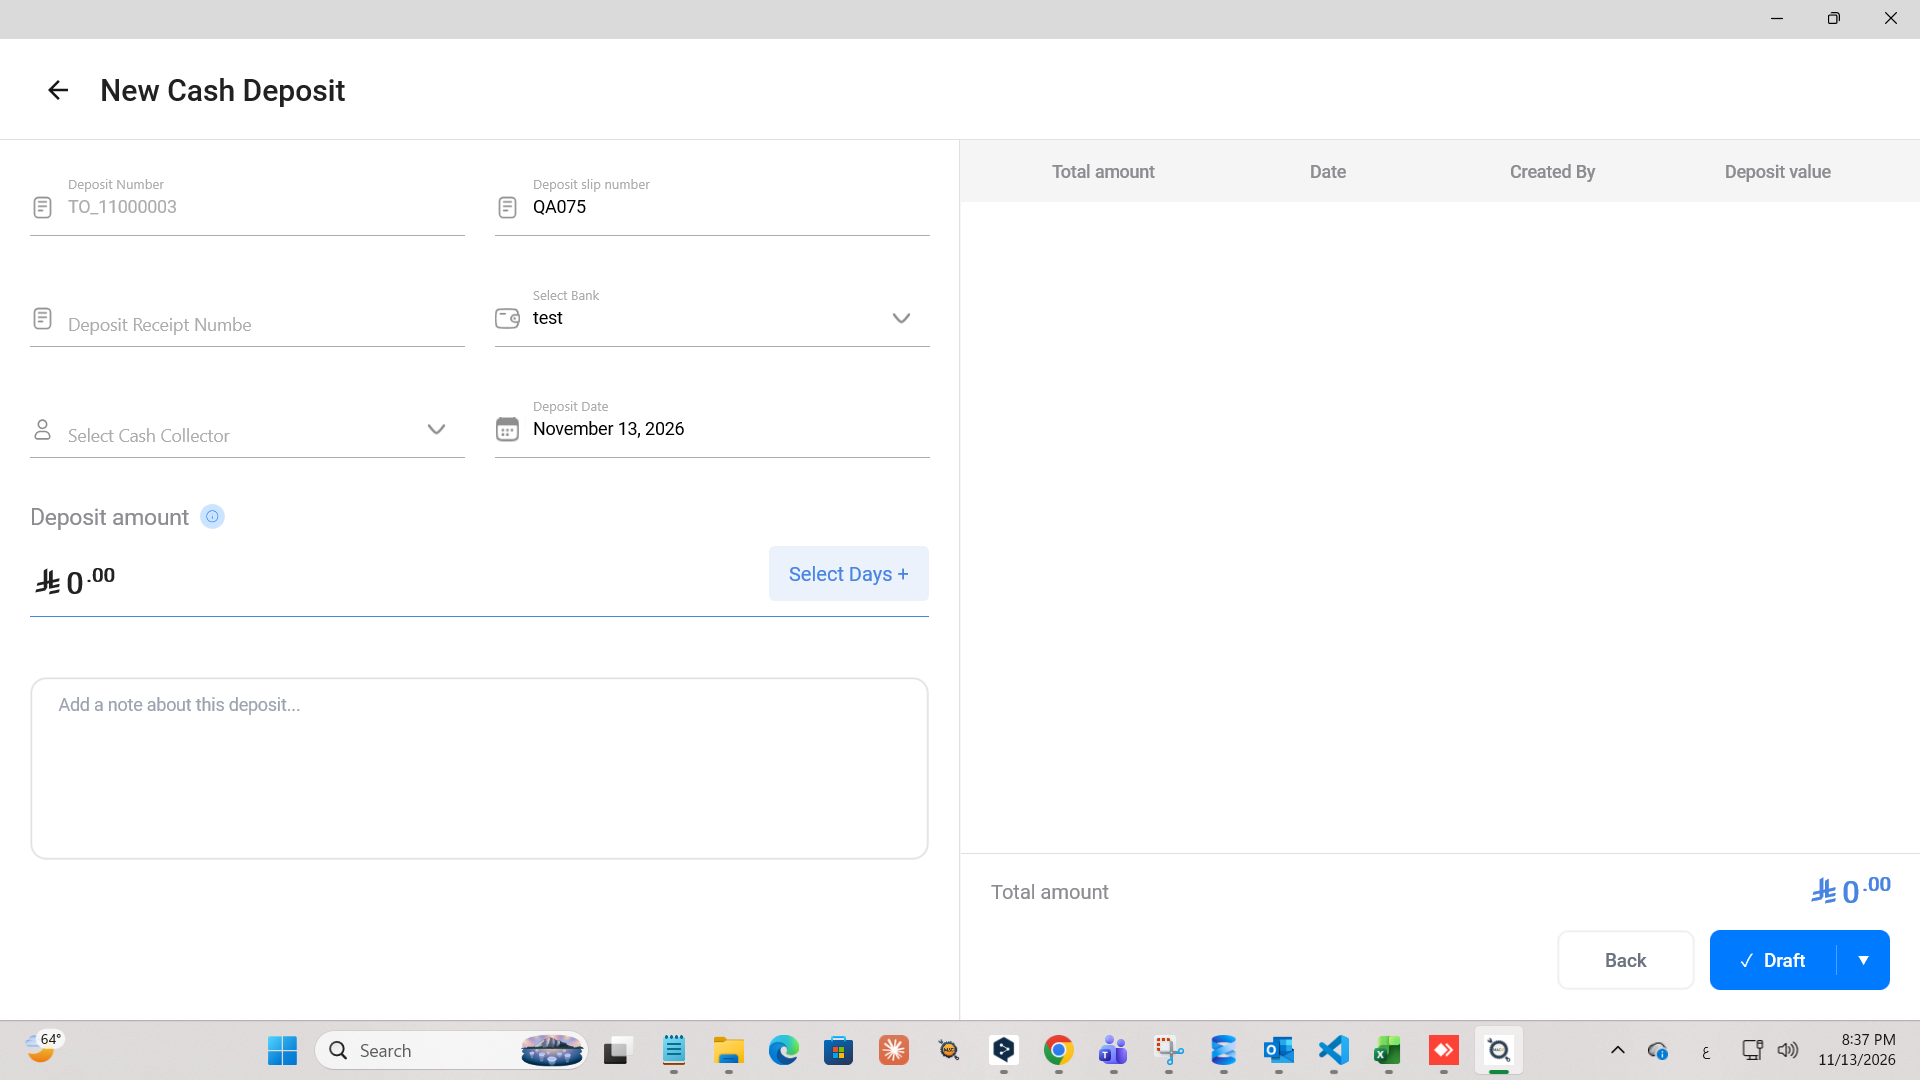 New Cash Deposit
Deposit Number
TO_11000003
Deposit slip number
QA075
Deposit Receipt Numbe
Select Bank
test
Select Cash Collector
Deposit Date
November 13, 2026
Deposit amount
0.00
Select Days +
Add a note about this deposit...
Total amount Date Created By Deposit value
Total amount
0.00
Back
✓ Draft
64°
Search
ع
8:37 PM
11/13/2026